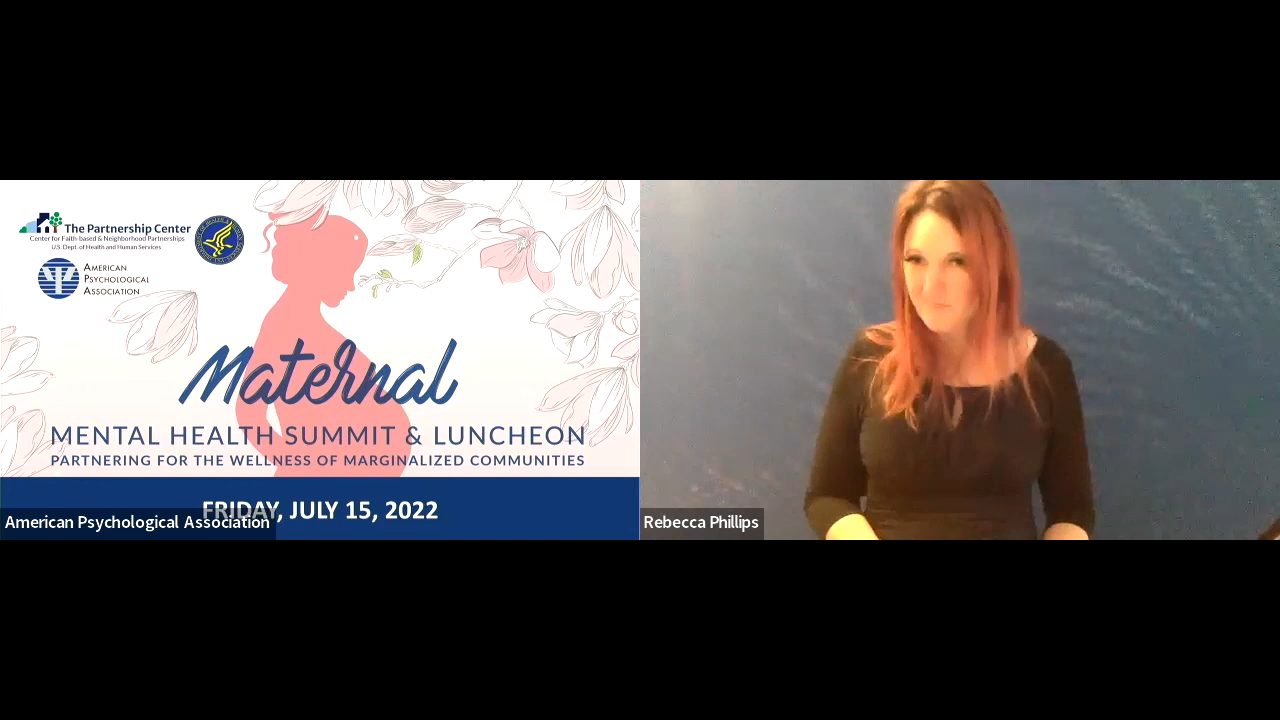 The Partnership Center
Center for Faith-based & Neighborhood Partnerships
U.S. Dept. of Health and Human Services
AMERICAN
PSYCHOLOGICAL
ASSOCIATION
Maternal
MENTAL HEALTH SUMMIT & LUNCHEON
PARTNERING FOR THE WELLNESS OF MARGINALIZED COMMUNITIES
FRIDAY, JULY 15, 2022
American Psychological Association
Rebecca Phillips